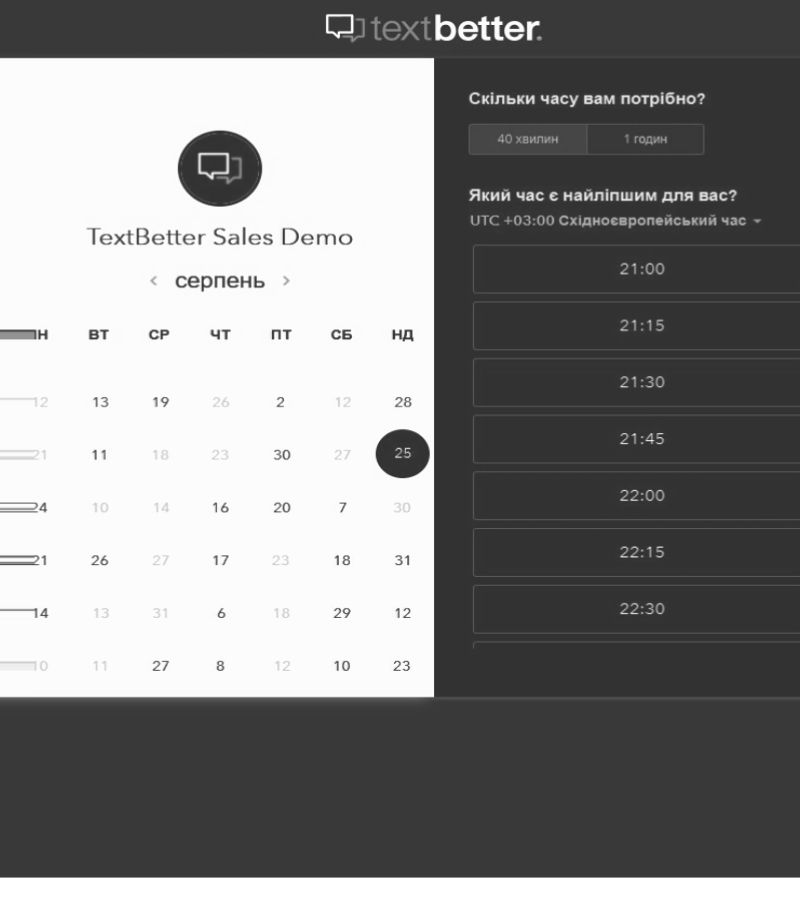 textbetter.
TextBetter Sales Demo
< серпень >
Н ВТ СР ЧТ ПТ СБ НД
12 13 19 26 2 12 28
21 11 18 23 30 27 25
24 10 14 16 20 7 30
21 26 27 17 23 18 31
14 13 31 6 18 29 12
10 11 27 8 12 10 23
Скільки часу вам потрібно?
40 хвилин 1 годин
Який час є найліпшим для вас?
UTC +03:00 Східноєвропейський час
21:00
21:15
21:30
21:45
22:00
22:15
22:30